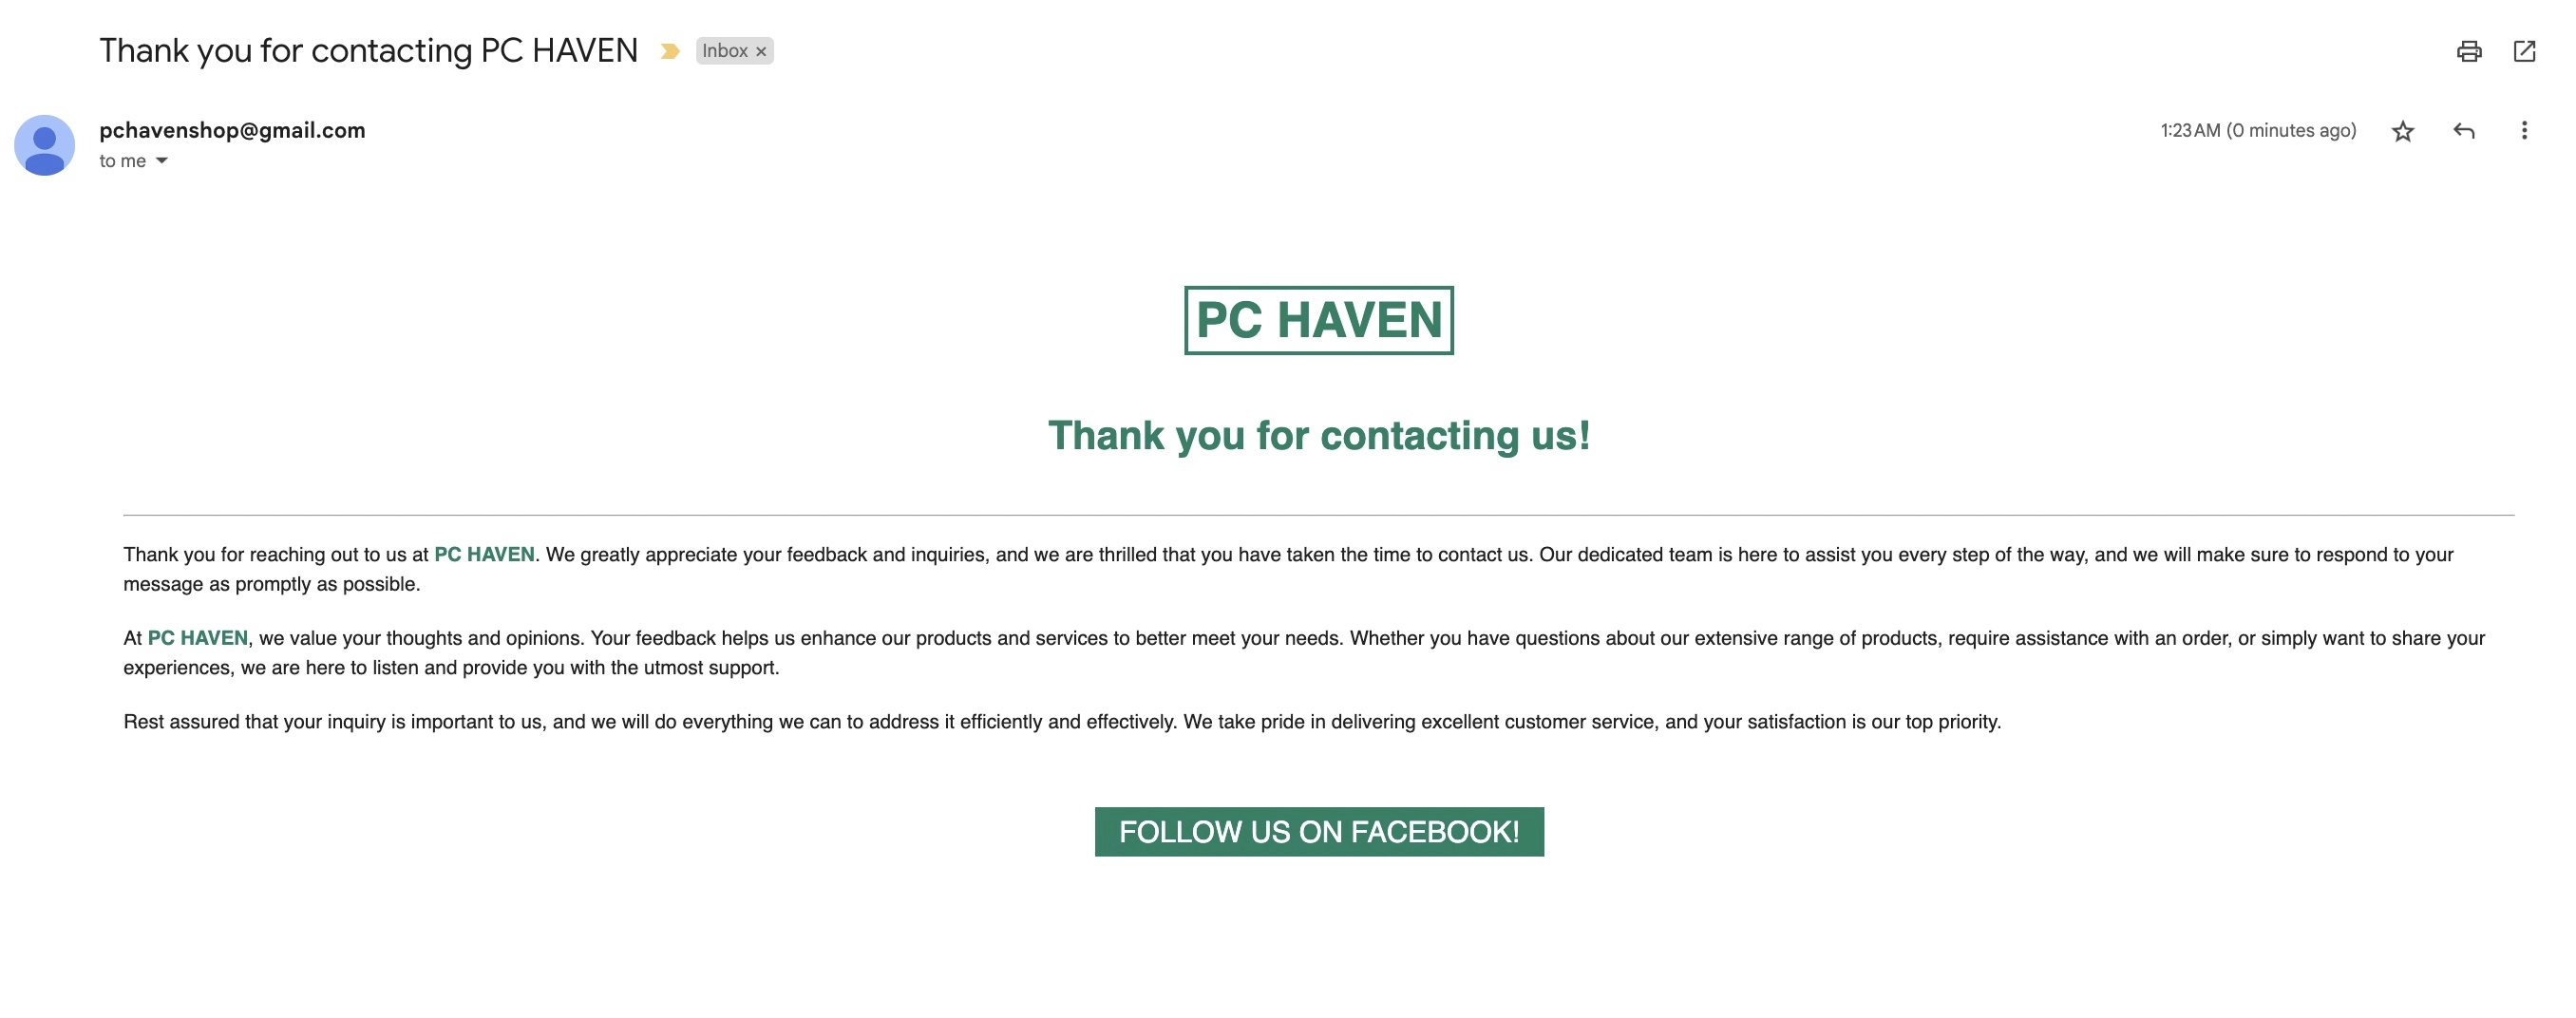 Thank you for contacting PC HAVEN
Inbox ×
pchavenshop@gmail.com
1:23 AM (0 minutes ago)
to me
PC HAVEN
Thank you for contacting us!
Thank you for reaching out to us at PC HAVEN. We greatly appreciate your feedback and inquiries, and we are thrilled that you have taken the time to contact us. Our dedicated team is here to assist you every step of the way, and we will make sure to respond to your
message as promptly as possible.
At PC HAVEN, we value your thoughts and opinions. Your feedback helps us enhance our products and services to better meet your needs. Whether you have questions about our extensive range of products, require assistance with an order, or simply want to share your
experiences, we are here to listen and provide you with the utmost support.
Rest assured that your inquiry is important to us, and we will do everything we can to address it efficiently and effectively. We take pride in delivering excellent customer service, and your satisfaction is our top priority.
FOLLOW US ON FACEBOOK!